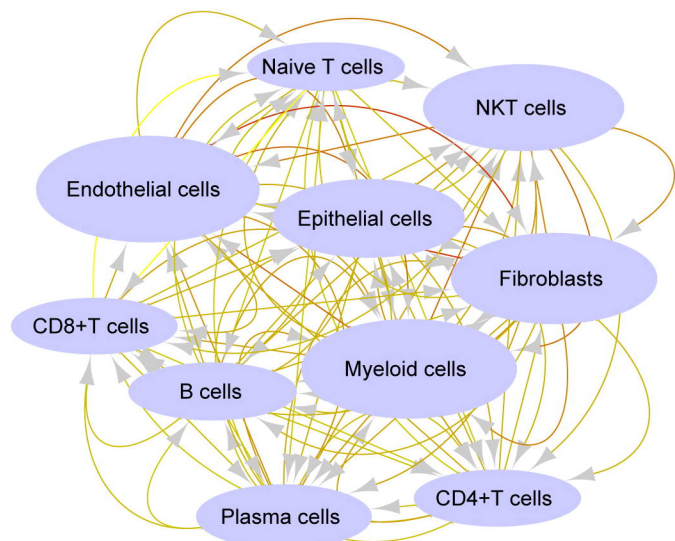 Naive T cells
NKT cells
Endothelial cells
Epithelial cells
Fibroblasts
CD8+T cells
Myeloid cells
B cells
CD4+T cells
Plasma cells